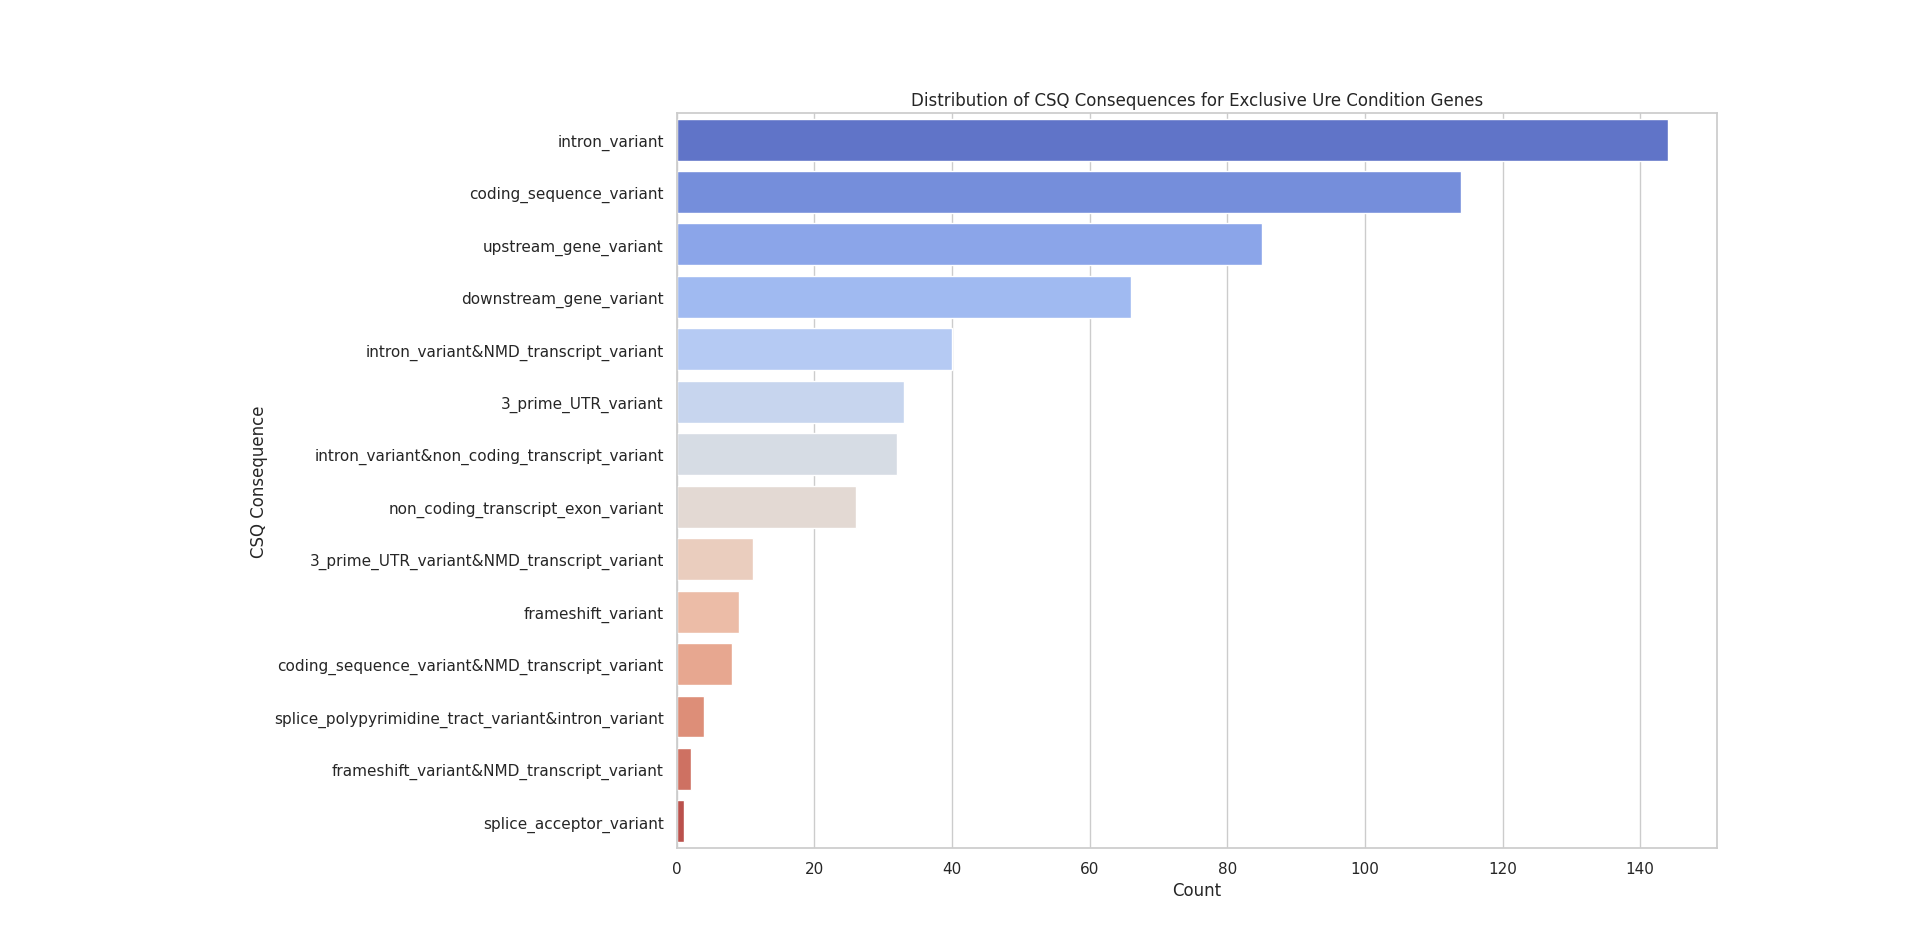 Distribution of CSQ Consequences for Exclusive Ure Condition Genes
intron_variant
coding_sequence_variant
upstream_gene_variant
downstream_gene_variant
intron_variant&NMD_transcript_variant
3_prime_UTR_variant
intron_variant&non_coding_transcript_variant
non_coding_transcript_exon_variant
3_prime_UTR_variant&NMD_transcript_variant
frameshift_variant
coding_sequence_variant&NMD_transcript_variant
splice_polypyrimidine_tract_variant&intron_variant
frameshift_variant&NMD_transcript_variant
splice_acceptor_variant
CSQ Consequence
0 20 40 60 80 100 120 140
Count